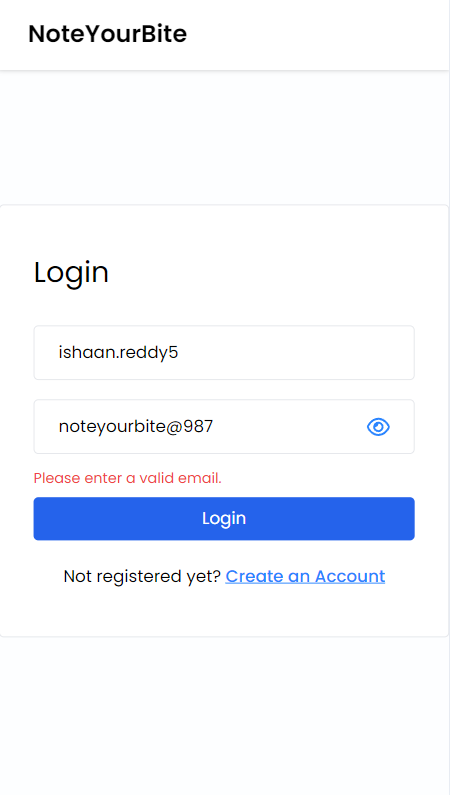 NoteYourBite
Login
ishaan.reddy5
noteyourbite@987
Please enter a valid email.
Login
Not registered yet? Create an Account